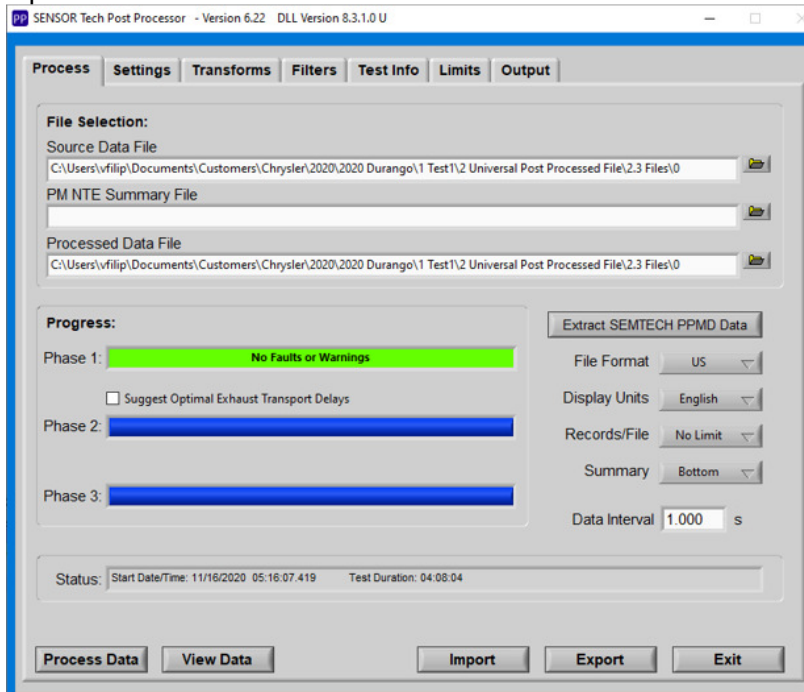 PP SENSOR Tech Post Processor - Version 6.22 DLL Version 8.3.1.0 U
Process Settings Transforms Filters Test Info Limits Output
File Selection:
Source Data File
C:\Users\vfilip\Documents\Customers\Chrysler\2020\2020 Durango\1 Test1\2 Universal Post Processed File\2.3 Files\0
PM NTE Summary File
Processed Data File
C:\Users\vfilip\Documents\Customers\Chrysler\2020\2020 Durango\1 Test1\2 Universal Post Processed File\2.3 Files\0
Progress:
Phase 1: No Faults or Warnings
Suggest Optimal Exhaust Transport Delays
Phase 2:
Phase 3:
Extract SEMTECH PPMD Data
File Format US
Display Units English
Records/File No Limit
Summary Bottom
Data Interval 1.000 s
Status: Start Date/Time: 11/16/2020 05:16:07.419 Test Duration: 04:08:04
Process Data View Data Import Export Exit